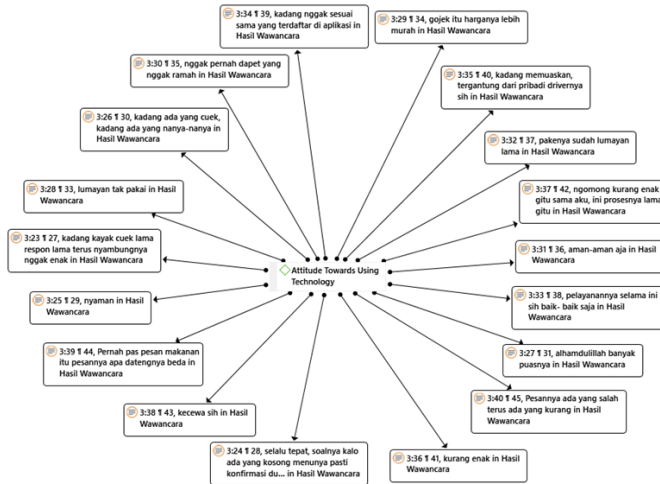 3:34 ¶ 39, kadang nggak sesuai
sama yang terdaftar di aplikasi in
Hasil Wawancara
3:29 ¶ 34, gojek itu harganya lebih
murah in Hasil Wawancara
3:30 ¶ 35, nggak pernah dapet yang
nggak ramah in Hasil Wawancara
3:35 ¶ 40, kadang memuaskan,
tergantung dari pribadi drivernya
sih in Hasil Wawancara
3:26 ¶ 30, kadang ada yang cuek,
kadang ada yang nanya-nanya in
Hasil Wawancara
3:32 ¶ 37, pakenya sudah lumayan
lama in Hasil Wawancara
3:28 ¶ 33, lumayan tak pakai in Hasil
Wawancara
3:37 ¶ 42, ngomong kurang enak
gitu sama aku, ini prosesnya lama
gitu in Hasil Wawancara
3:23 ¶ 27, kadang kayak cuek lama
respon lama terus nyambungnya
nggak enak in Hasil Wawancara
3:31 ¶ 36, aman-aman aja in Hasil
Wawancara
Attitude Towards Using
Technology
3:25 ¶ 29, nyaman in Hasil
Wawancara
3:33 ¶ 38, pelayanannya selama ini
sih baik- baik saja in Hasil
Wawancara
3:39 ¶ 44, Pernah pas pesan makanan
itu pesannya apa datengnya beda in
Hasil Wawancara
3:27 ¶ 31, alhamdulillah banyak
puasnya in Hasil Wawancara
3:40 ¶ 45, Pesannya ada yang salah
terus ada yang kurang in Hasil
Wawancara
3:38 ¶ 43, kecewa sih in Hasil
Wawancara
3:24 ¶ 28, selalu tepat, soalnya kalo
ada yang kosong menunya pasti
konfirmasi du... in Hasil Wawancara
3:36 ¶ 41, kurang enak in Hasil
Wawancara